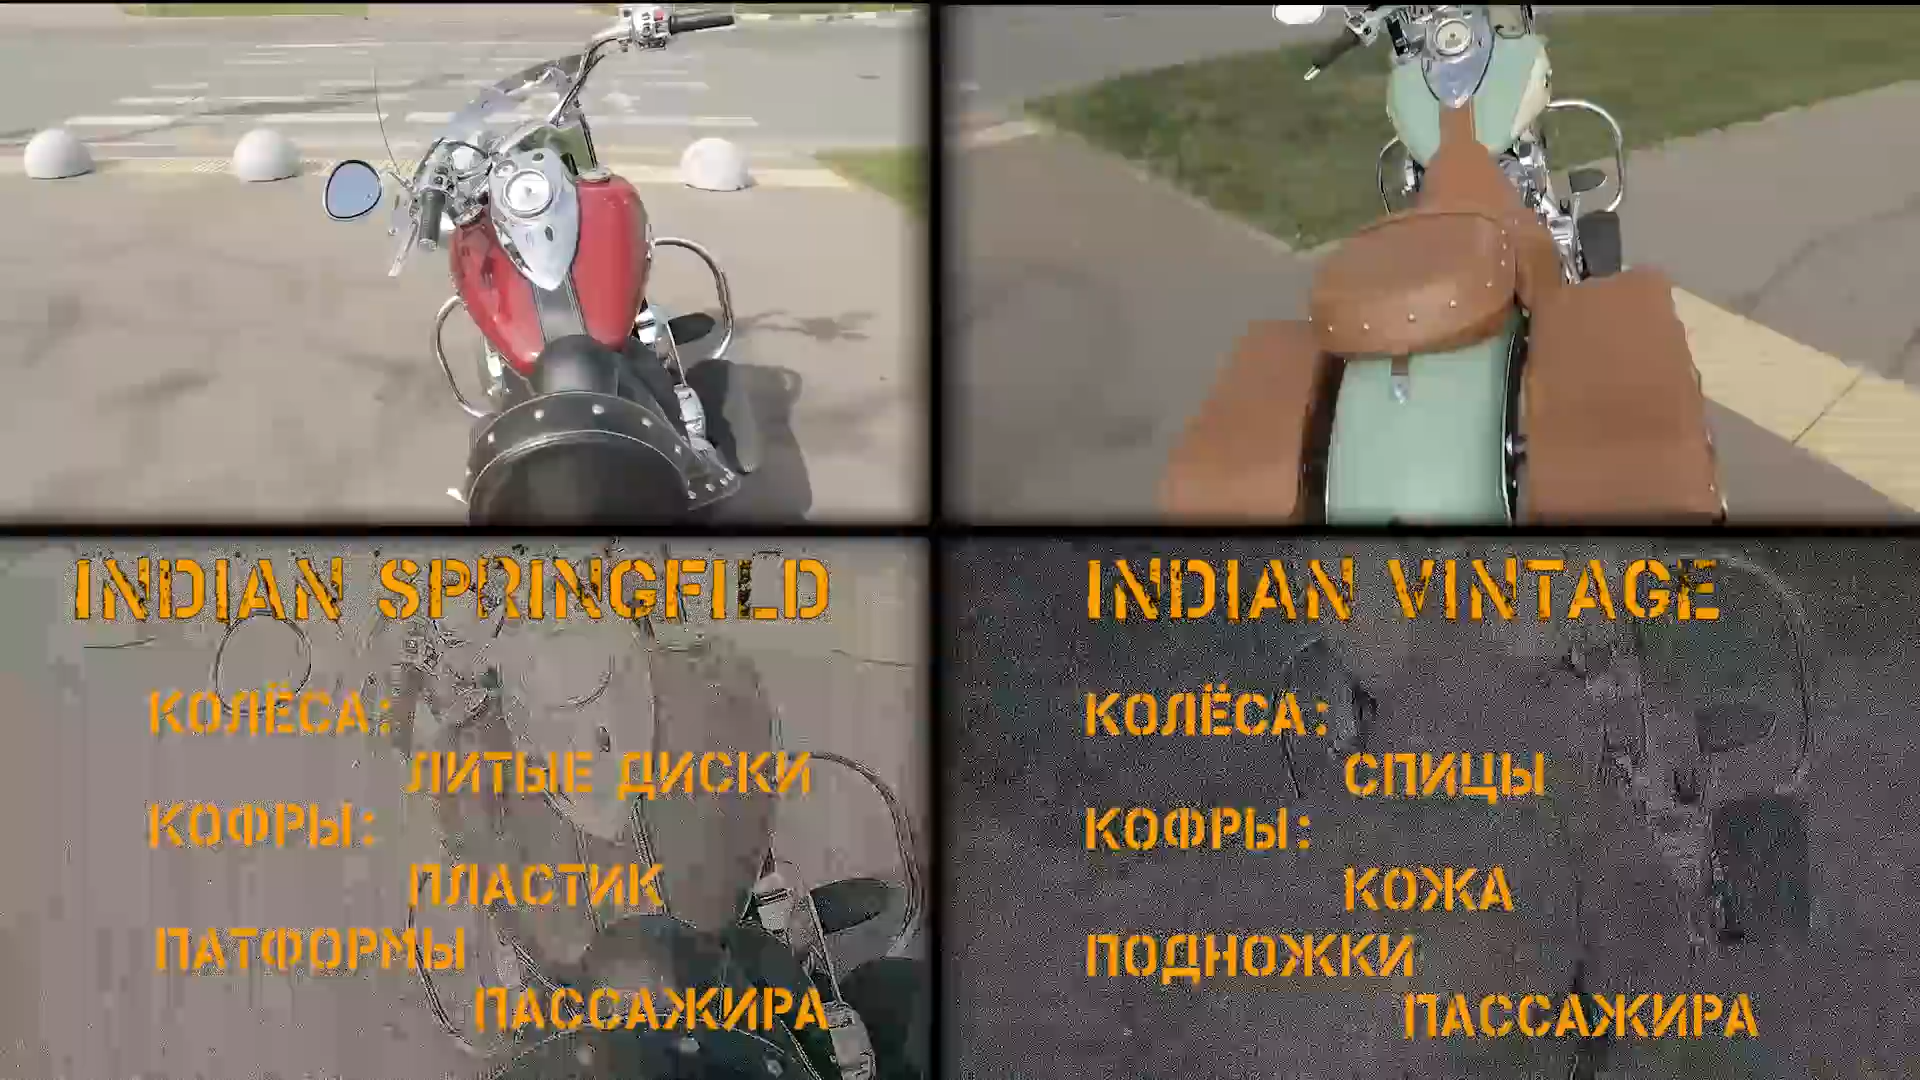 INDIAN SPRINGFILD
КОЛЁСА:
ЛИТЫЕ ДИСКИ
КОФРЫ:
ПЛАСТИК
ПАТФОРМЫ
ПАССАЖИРА
INDIAN VINTAGE
КОЛЁСА:
СПИЦЫ
КОФРЫ:
КОЖА
ПОДНОЖКИ
ПАССАЖИРА